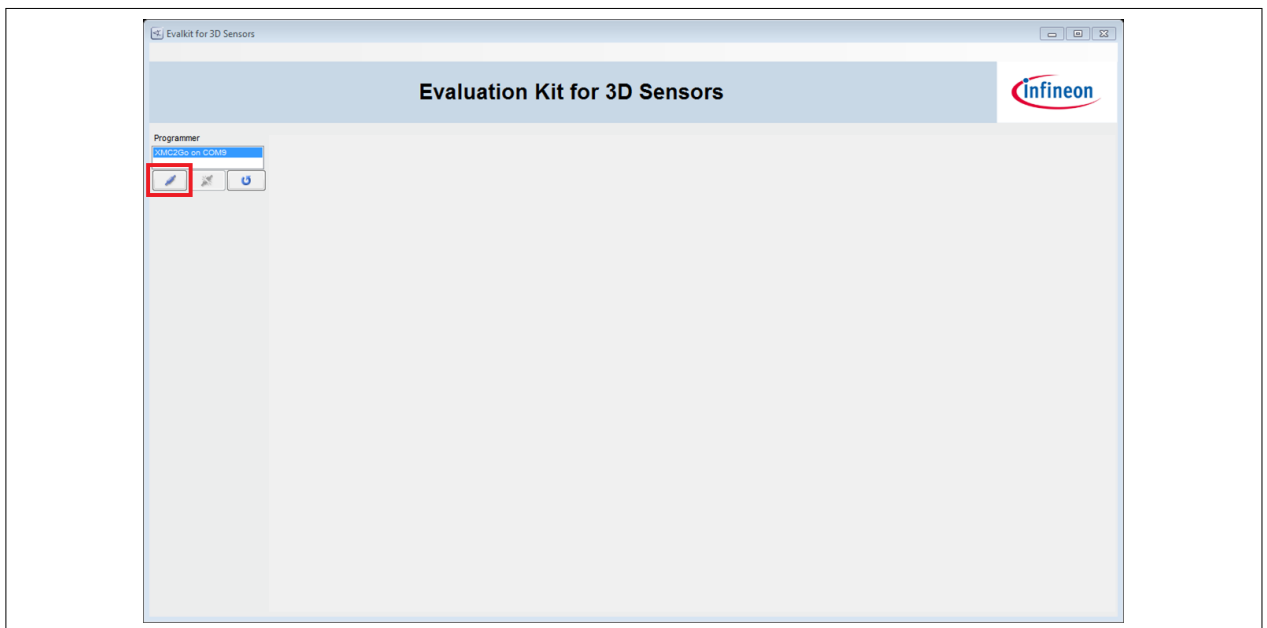 Evalkit for 3D Sensors
Evaluation Kit for 3D Sensors
infineon
Programmer
XMC2Go on COM9